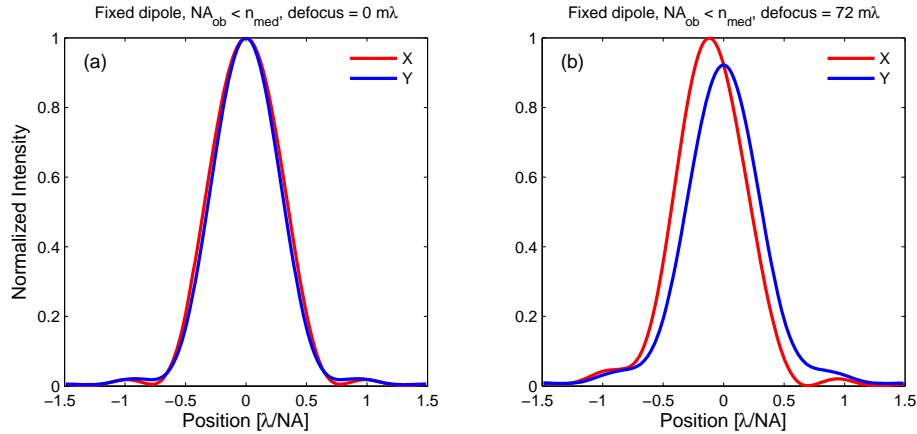 Fixed dipole, NA_ob < n_med, defocus = 0 mλ
(a)
X
Y
Normalized Intensity
1
0.8
0.6
0.4
0.2
0
−1.5 −1 −0.5 0 0.5 1 1.5
Position [λ/NA]
Fixed dipole, NA_ob < n_med, defocus = 72 mλ
(b)
X
Y
1
0.8
0.6
0.4
0.2
0
−1.5 −1 −0.5 0 0.5 1 1.5
Position [λ/NA]